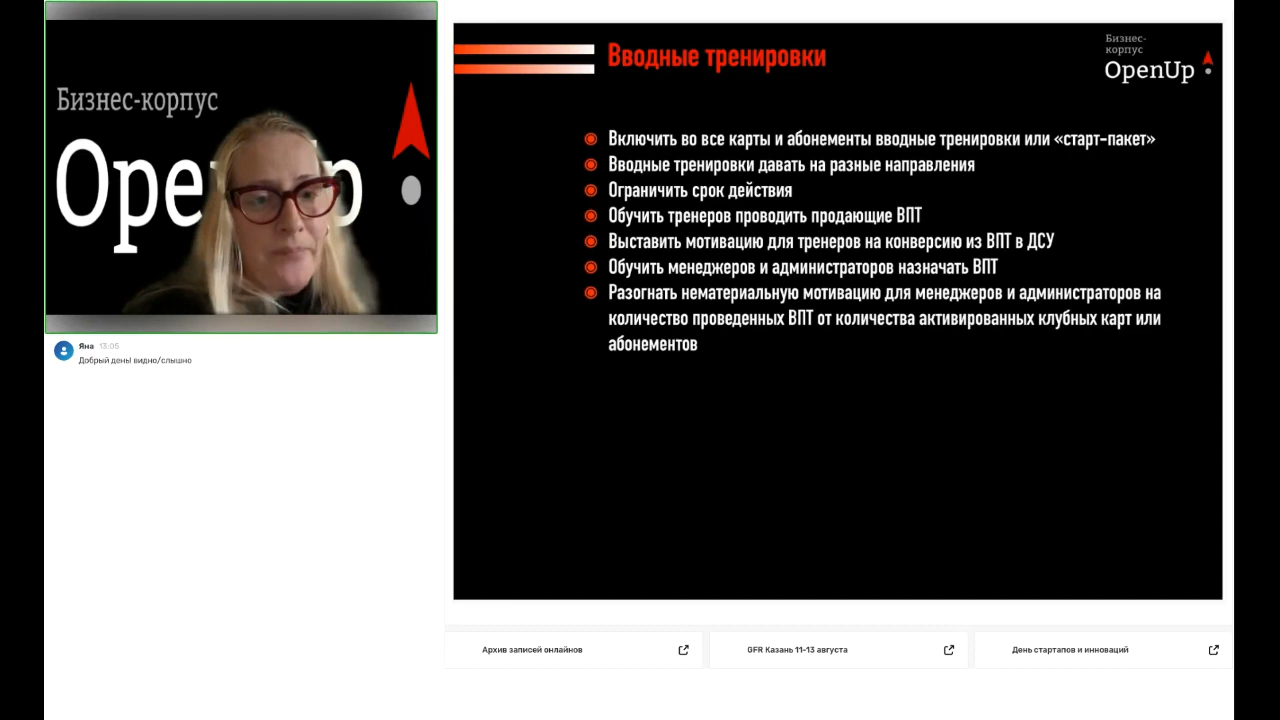 Бизнес-корпус
Ope
p
Яна 13:05
Добрый день! видно/слышно
Вводные тренировки
Бизнес-
корпус
OpenUp
Включить во все карты и абонементы вводные тренировки или «старт-пакет»
Вводные тренировки давать на разные направления
Ограничить срок действия
Обучить тренеров проводить продающие ВПТ
Выставить мотивацию для тренеров на конверсию из ВПТ в ДСУ
Обучить менеджеров и администраторов назначать ВПТ
Разогнать нематериальную мотивацию для менеджеров и администраторов на
количество проведенных ВПТ от количества активированных клубных карт или
абонементов
Архив записей онлайнов
GFR Казань 11-13 августа
День стартапов и инноваций